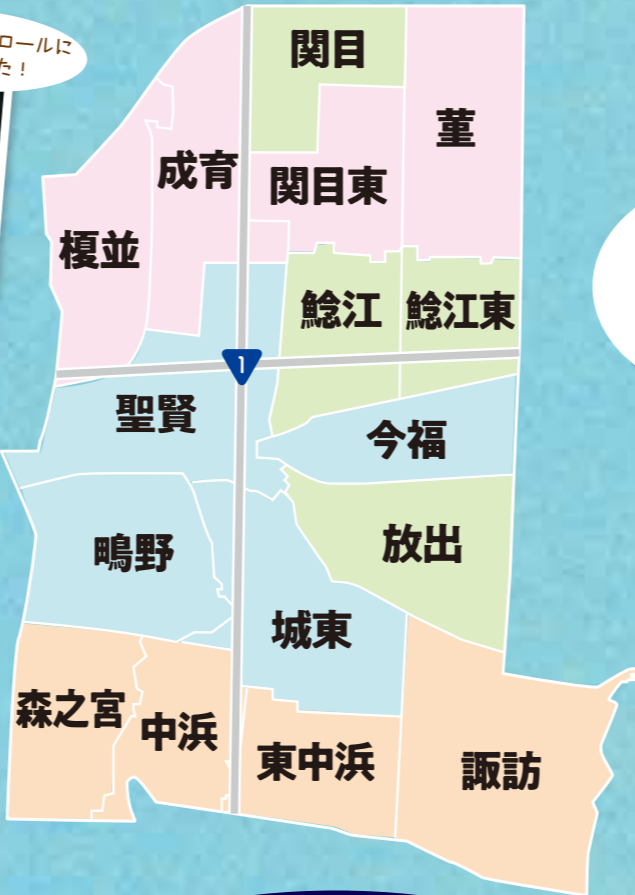 ロールに
た！
関目
菫
成育
関目東
榎並
鯰江
鯰江東
1
聖賢
今福
鴫野
放出
城東
森之宮
中浜
東中浜
諏訪